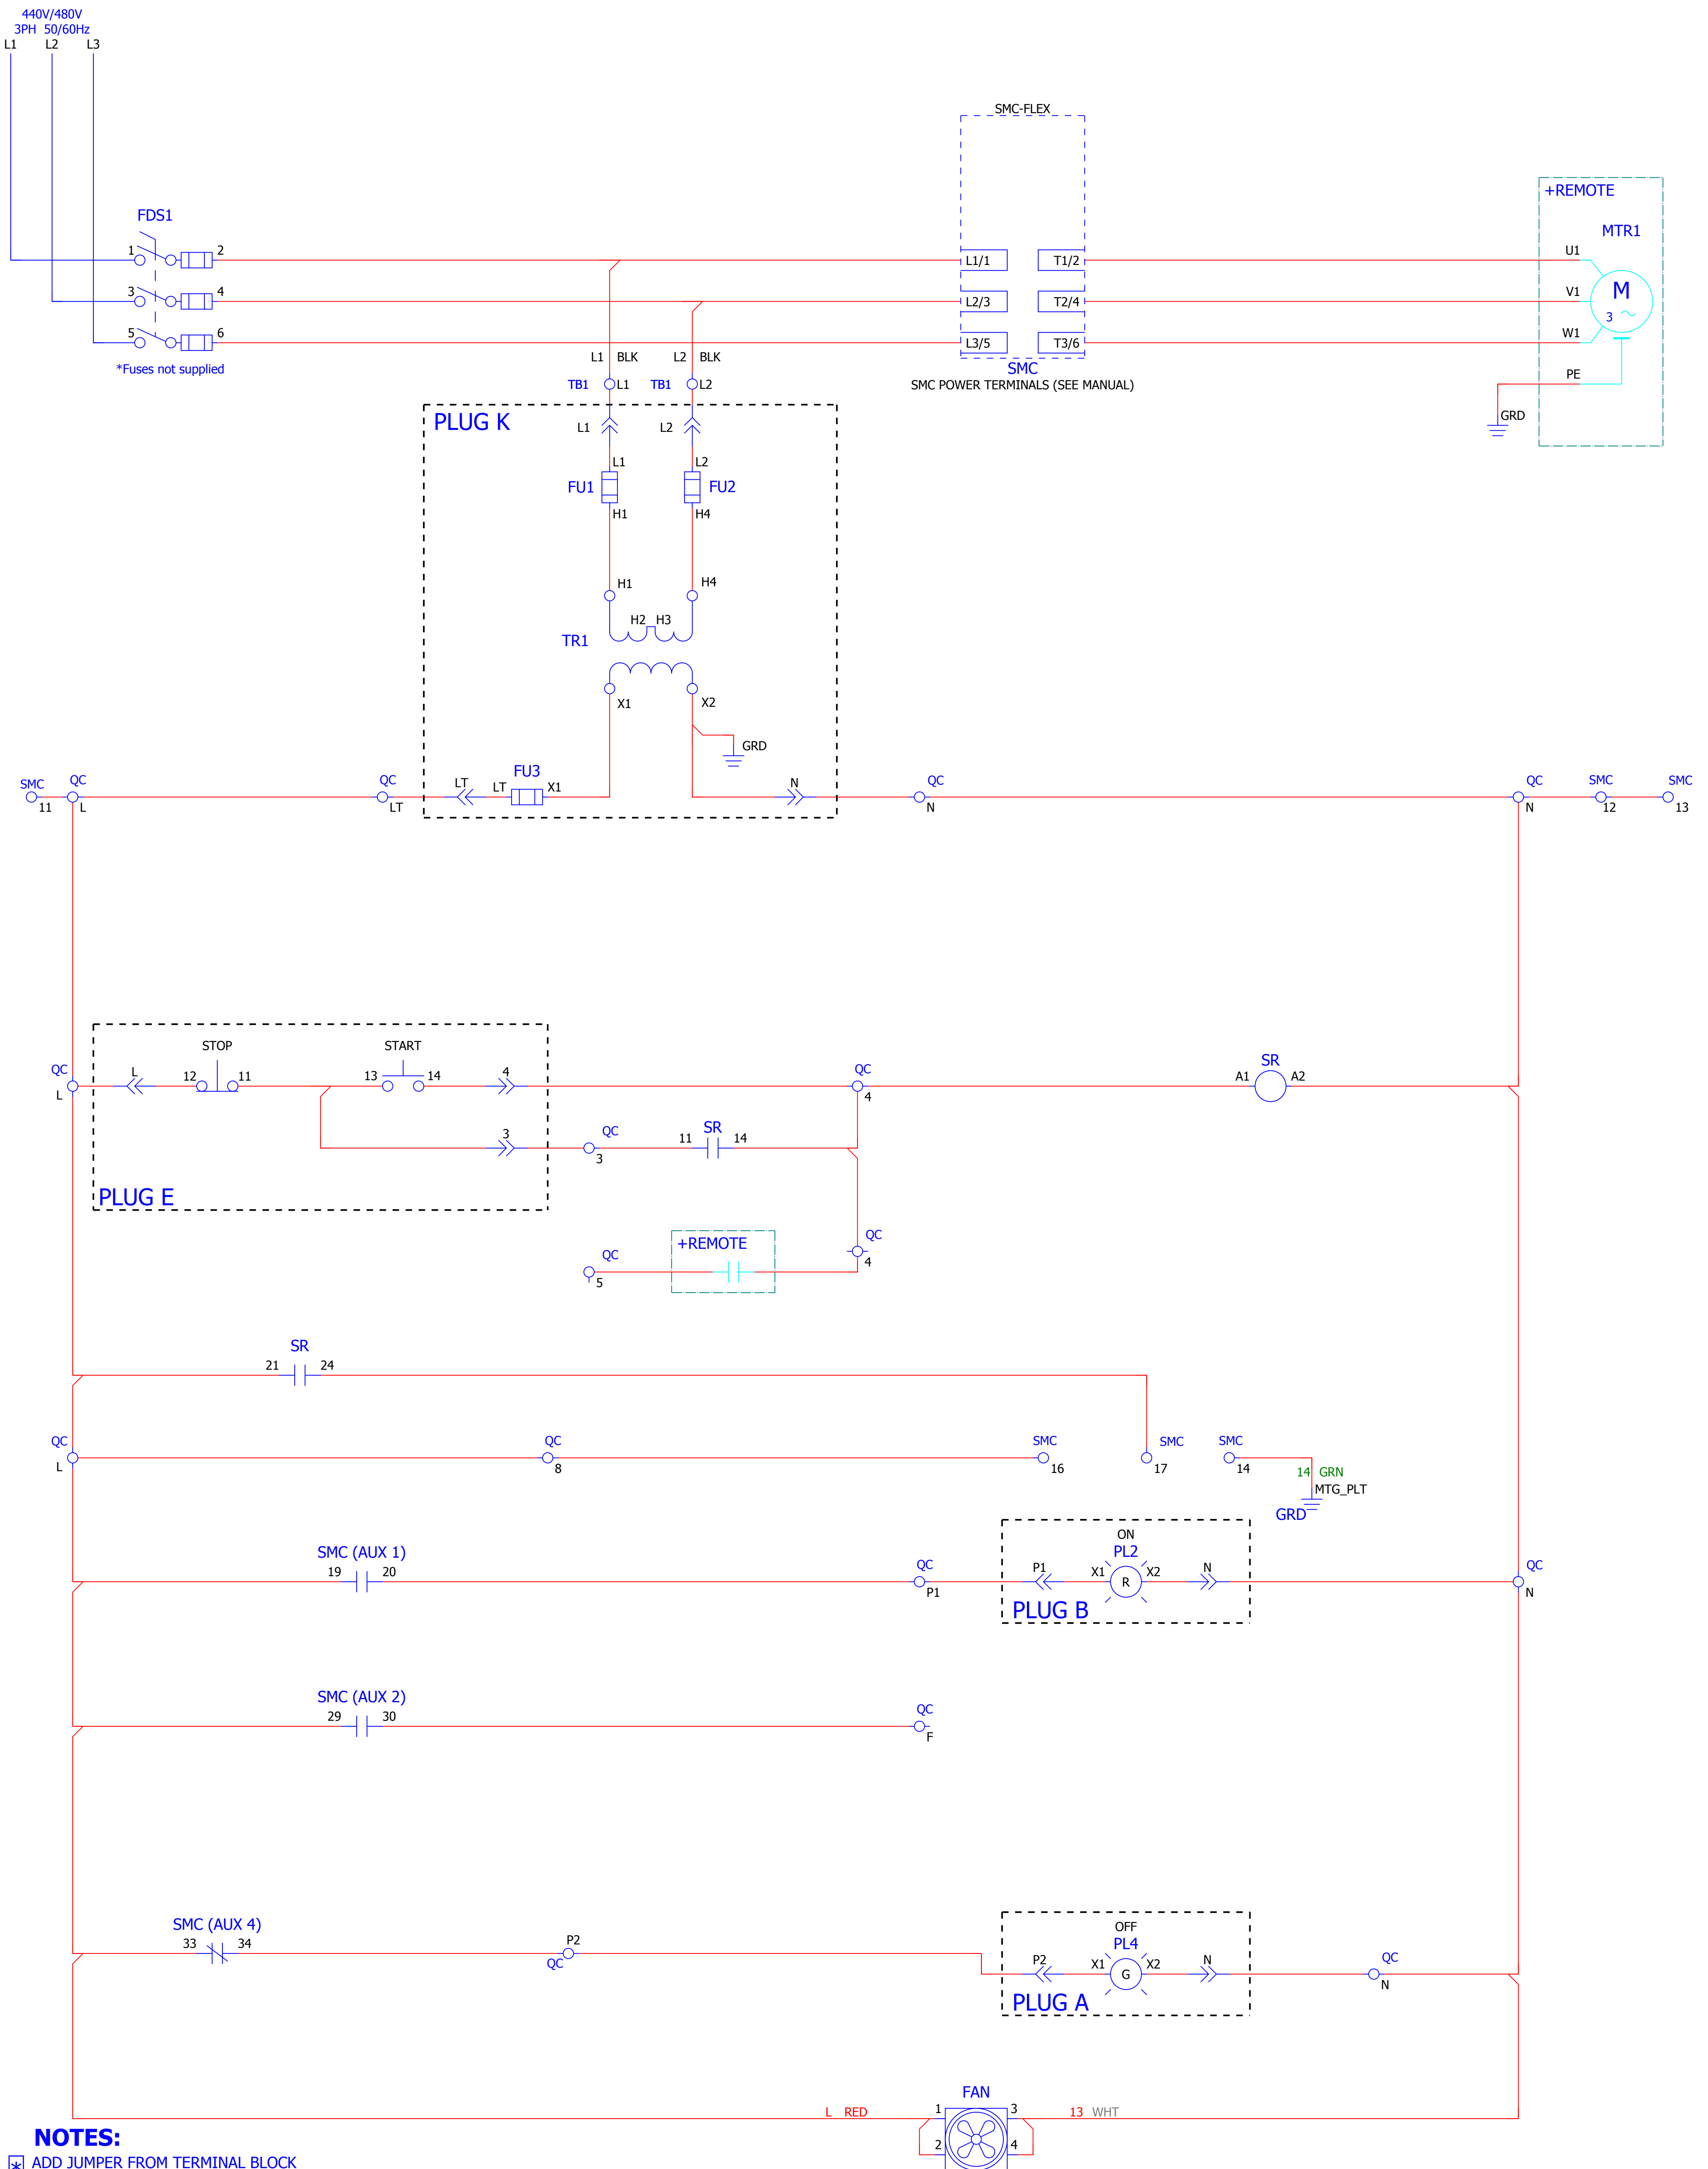 440V/480V
3PH 50/60Hz
L1 L2 L3
SMC-FLEX
+REMOTE
FDS1
MTR1
1 2 L1/1 T1/2 U1
3 4 L2/3 T2/4 V1 M
3
5 6 L3/5 T3/6 W1
*Fuses not supplied
L1 BLK L2 BLK
SMC
TB1 L1 TB1 L2
SMC POWER TERMINALS (SEE MANUAL)
PE
GRD
PLUG K
L1 L2
L1 L2
FU1 FU2
H1 H4
H1 H4
H2 H3
TR1
X1 X2
GRD
SMC QC QC LT LT FU3 X1 N QC QC SMC SMC
11 L LT N N 12 13
STOP START
QC L 12 11 13 14 4 QC SR A1 A2
L 4
3 QC 11 SR 14
3
PLUG E
+REMOTE
QC QC
5 4
SR
21 24
QC QC SMC SMC SMC
L 8 16 17 14
14 GRN
MTG_PLT
GRD
SMC (AUX 1) ON
PL2
19 20 QC P1 X1 R X2 N QC
P1 N
PLUG B
SMC (AUX 2)
29 30 QC
F
SMC (AUX 4) OFF
33 34 P2 PL4
QC P2 X1 G X2 N QC
N
PLUG A
FAN
L RED 1 3 13 WHT
2 4
NOTES:
* ADD JUMPER FROM TERMINAL BLOCK